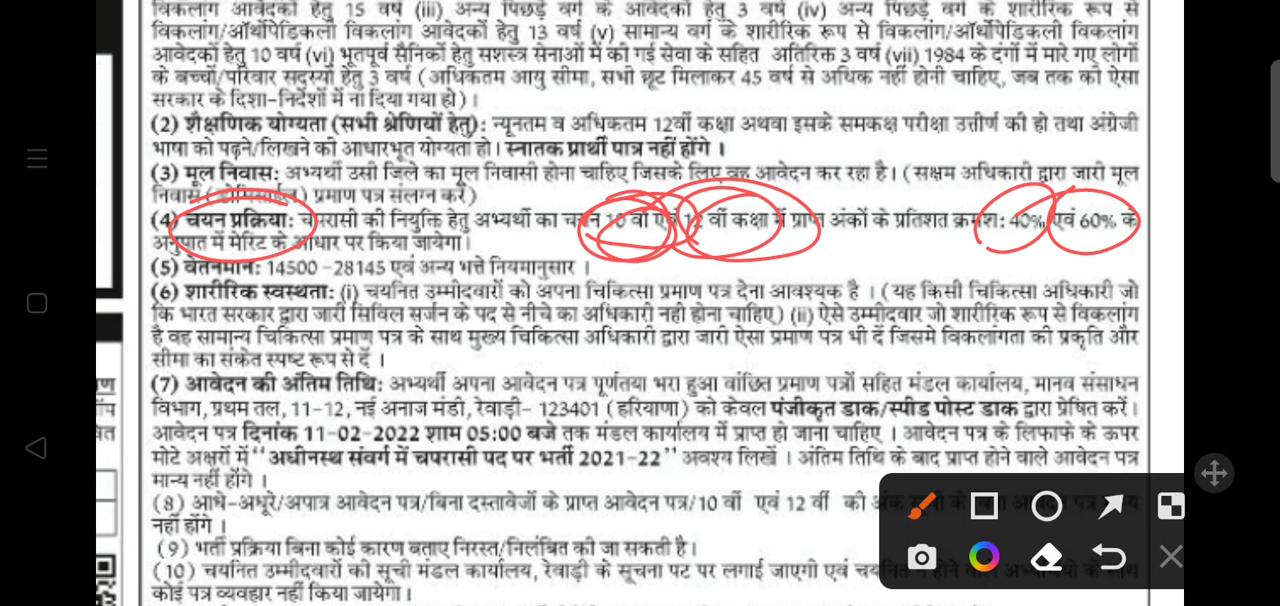 विकलांग आवेदकों हेतु 15 वर्ष (iii) अन्य पिछड़े वर्ग के आवेदकों हेतु 3 वर्ष (iv) अन्य पिछड़े वर्ग के शारीरिक रूप से
विकलांग/ऑर्थोपेडिकली विकलांग आवेदकों हेतु 13 वर्ष (v) सामान्य वर्ग के शारीरिक रूप से विकलांग/ऑर्थोपेडिकली विकलांग
आवेदकों हेतु 10 वर्ष (vi) भूतपूर्व सैनिकों हेतु सशस्त्र सेनाओं में की गई सेवा के सहित अतिरिक्त 3 वर्ष (vii) 1984 के दंगों में मारे गए लोगों
के बच्चों/परिवार सदस्यों हेतु 3 वर्ष (अधिकतम आयु सीमा, सभी छूट मिलाकर 45 वर्ष से अधिक नहीं होनी चाहिए, जब तक की ऐसा
सरकार के दिशा-निर्देशों में ना दिया गया हो)।
(2) शैक्षणिक योग्यता (सभी श्रेणियों हेतु): न्यूनतम व अधिकतम 12वीं कक्षा अथवा इसके समकक्ष परीक्षा उत्तीर्ण की हो तथा अंग्रेजी
भाषा को पढ़ने/लिखने की आधारभूत योग्यता हो। स्नातक प्रार्थी पात्र नहीं होंगे ।
(3) मूल निवास: अभ्यर्थी उसी जिले का मूल निवासी होना चाहिए जिसके लिए वह आवेदन कर रहा है। (सक्षम अधिकारी द्वारा जारी मूल
निवास (डोमिसाईल) प्रमाण पत्र संलग्न करें)
(4) चयन प्रक्रिया: चपरासी की नियुक्ति हेतु अभ्यर्थी का चयन 10 वीं एवं 12 वीं कक्षा में प्राप्त अंकों के प्रतिशत क्रमश: 40% एवं 60% के
अनुपात में मेरिट के आधार पर किया जायेगा।
(5) वेतनमान: 14500 -28145 एवं अन्य भत्ते नियमानुसार ।
(6) शारीरिक स्वस्थता: (i) चयनित उम्मीदवारों को अपना चिकित्सा प्रमाण पत्र देना आवश्यक है । (यह किसी चिकित्सा अधिकारी जो
कि भारत सरकार द्वारा जारी सिविल सर्जन के पद से नीचे का अधिकारी नही होना चाहिए) (ii) ऐसे उम्मीदवार जो शारीरिक रूप से विकलांग
है वह सामान्य चिकित्सा प्रमाण पत्र के साथ मुख्य चिकित्सा अधिकारी द्वारा जारी ऐसा प्रमाण पत्र भी दें जिसमे विकलांगता की प्रकृति और
सीमा का संकेत स्पष्ट रूप से दें ।
(7) आवेदन की अंतिम तिथि: अभ्यर्थी अपना आवेदन पत्र पूर्णतया भरा हुआ वांछित प्रमाण पत्रों सहित मंडल कार्यालय, मानव संसाधन
विभाग, प्रथम तल, 11-12, नई अनाज मंडी, रेवाड़ी- 123401 (हरियाणा) को केवल पंजीकृत डाक/स्पीड पोस्ट डाक द्वारा प्रेषित करें।
आवेदन पत्र दिनांक 11-02-2022 शाम 05:00 बजे तक मंडल कार्यालय में प्राप्त हो जाना चाहिए । आवेदन पत्र के लिफाफे के ऊपर
मोटे अक्षरों में "अधीनस्थ संवर्ग में चपरासी पद पर भर्ती 2021-22" अवश्य लिखें । अंतिम तिथि के बाद प्राप्त होने वाले आवेदन पत्र
मान्य नहीं होंगे ।
(8) आधे-अधूरे/अपात्र आवेदन पत्र/बिना दस्तावेजों के प्राप्त आवेदन पत्र/10 वीं एवं 12 वीं की अंक
नहीं होंगे ।
(9) भर्ती प्रक्रिया बिना कोई कारण बताए निरस्त/निलंबित की जा सकती है।
(10) चयनित उम्मीदवारों की सूची मंडल कार्यालय, रेवाड़ी के सूचना पट पर लगाई जाएगी एवं
कोई पत्र व्यवहार नहीं किया जायेगा।